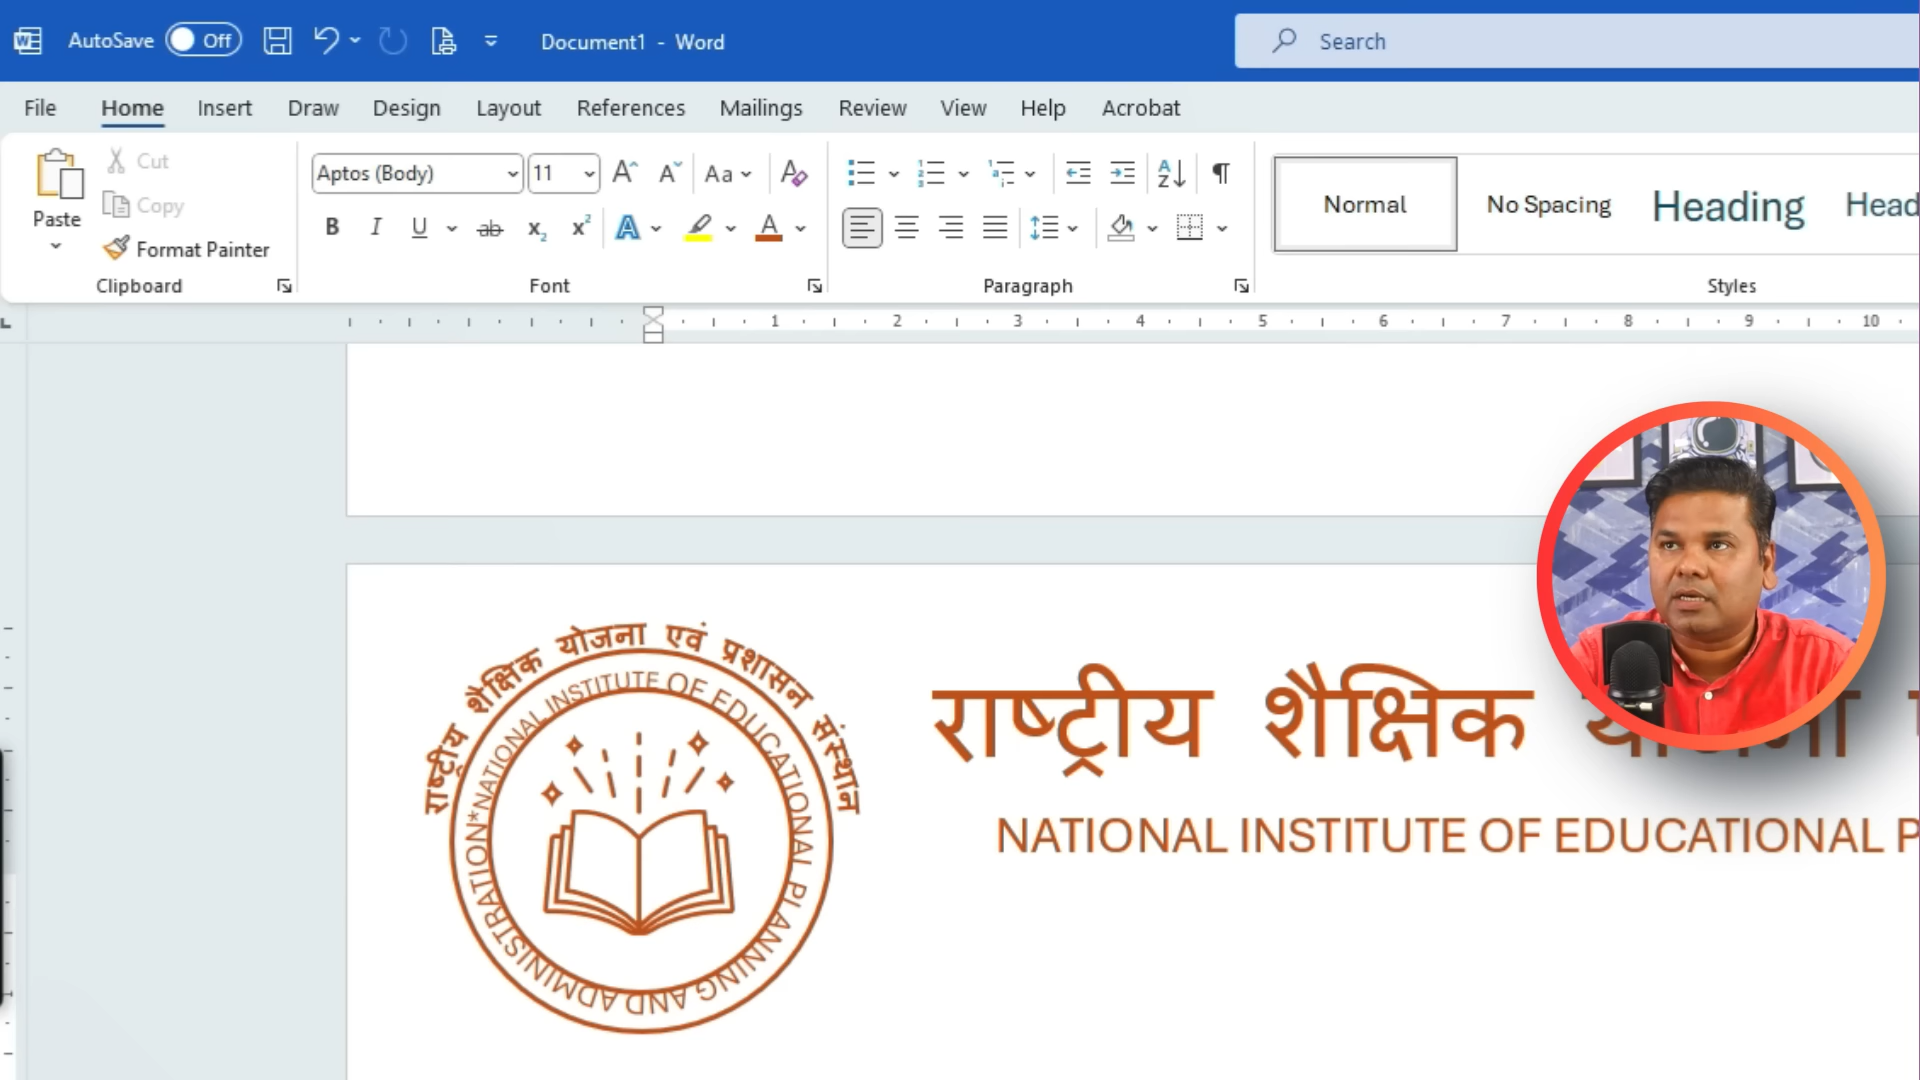 AutoSave Off Document1 - Word Search
File Home Insert Draw Design Layout References Mailings Review View Help Acrobat
Paste
Cut
Copy
Format Painter
Clipboard
Aptos (Body) 11
Font
Paragraph
Normal
No Spacing
Heading
Head
Styles
1 2 3 4 5 6 7 8 9 10
राष्ट्रीय शैक्षिक योजना एवं प्रशासन संस्थान
*NATIONAL INSTITUTE OF EDUCATIONAL PLANNING AND ADMINISTRATION
राष्ट्रीय शैक्षिक
NATIONAL INSTITUTE OF EDUCATIONAL P